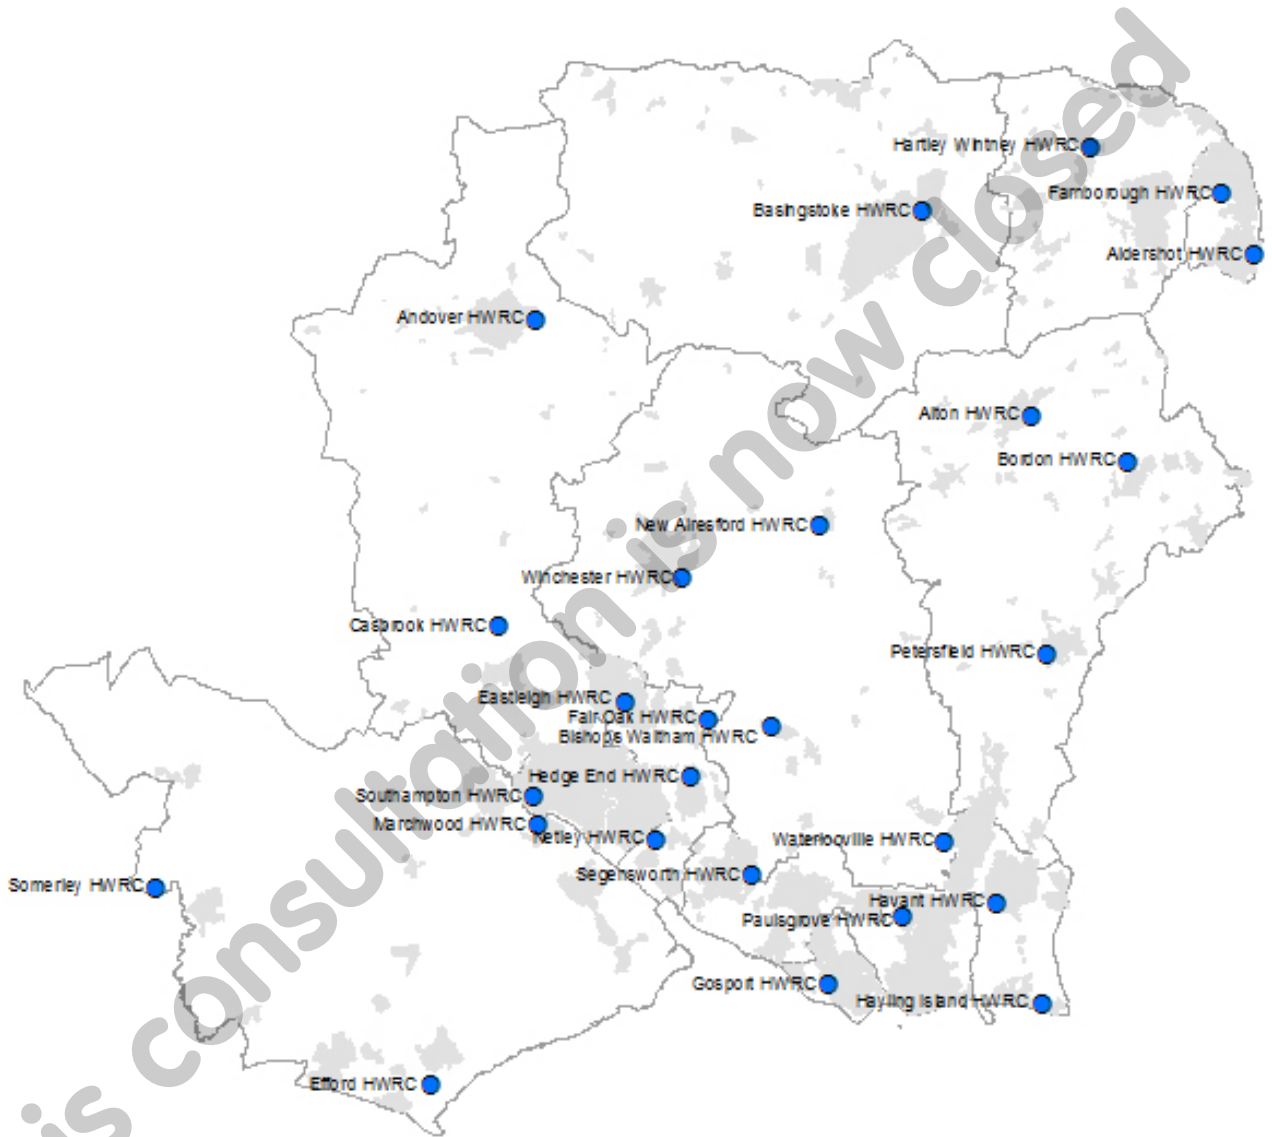 Hartley Wintney HWRC
Farnborough HWRC
Basingstoke HWRC
Aldershot HWRC
Andover HWRC
Alton HWRC
Bordon HWRC
New Alresford HWRC
Winchester HWRC
Casbrook HWRC
Petersfield HWRC
Eastleigh HWRC
Fair Oak HWRC
Bishops Waltham HWRC
Hedge End HWRC
Southampton HWRC
Marchwood HWRC
Netley HWRC
Waterlooville HWRC
Segensworth HWRC
Somerley HWRC
Havant HWRC
Paulsgrove HWRC
Gosport HWRC
Hayling Island HWRC
Efford HWRC
is consultation is now closed